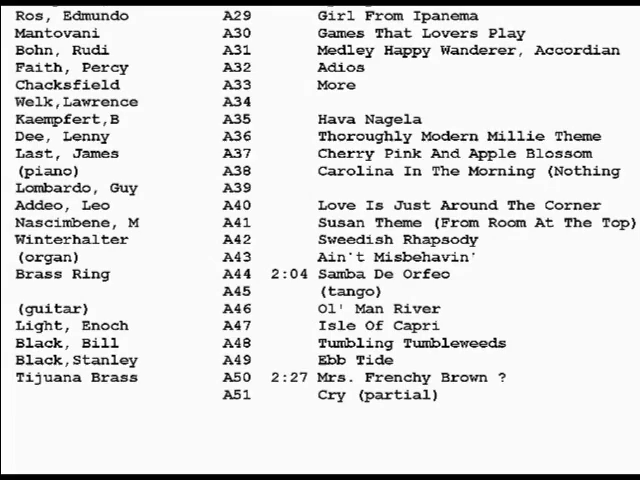 Ros, Edmundo A29 Girl From Ipanema
Mantovani A30 Games That Lovers Play
Bohn, Rudi A31 Medley Happy Wanderer, Accordian
Faith, Percy A32 Adios
Chacksfield A33 More
Welk,Lawrence A34
Kaempfert,B A35 Hava Nagela
Dee, Lenny A36 Thoroughly Modern Millie Theme
Last, James A37 Cherry Pink And Apple Blossom
(piano) A38 Carolina In The Morning (Nothing
Lombardo, Guy A39
Addeo, Leo A40 Love Is Just Around The Corner
Nascimbene, M A41 Susan Theme (From Room At The Top)
Winterhalter A42 Sweedish Rhapsody
(organ) A43 Ain't Misbehavin'
Brass Ring A44 2:04 Samba De Orfeo
A45 (tango)
(guitar) A46 Ol' Man River
Light, Enoch A47 Isle Of Capri
Black, Bill A48 Tumbling Tumbleweeds
Black,Stanley A49 Ebb Tide
Tijuana Brass A50 2:27 Mrs. Frenchy Brown ?
A51 Cry (partial)